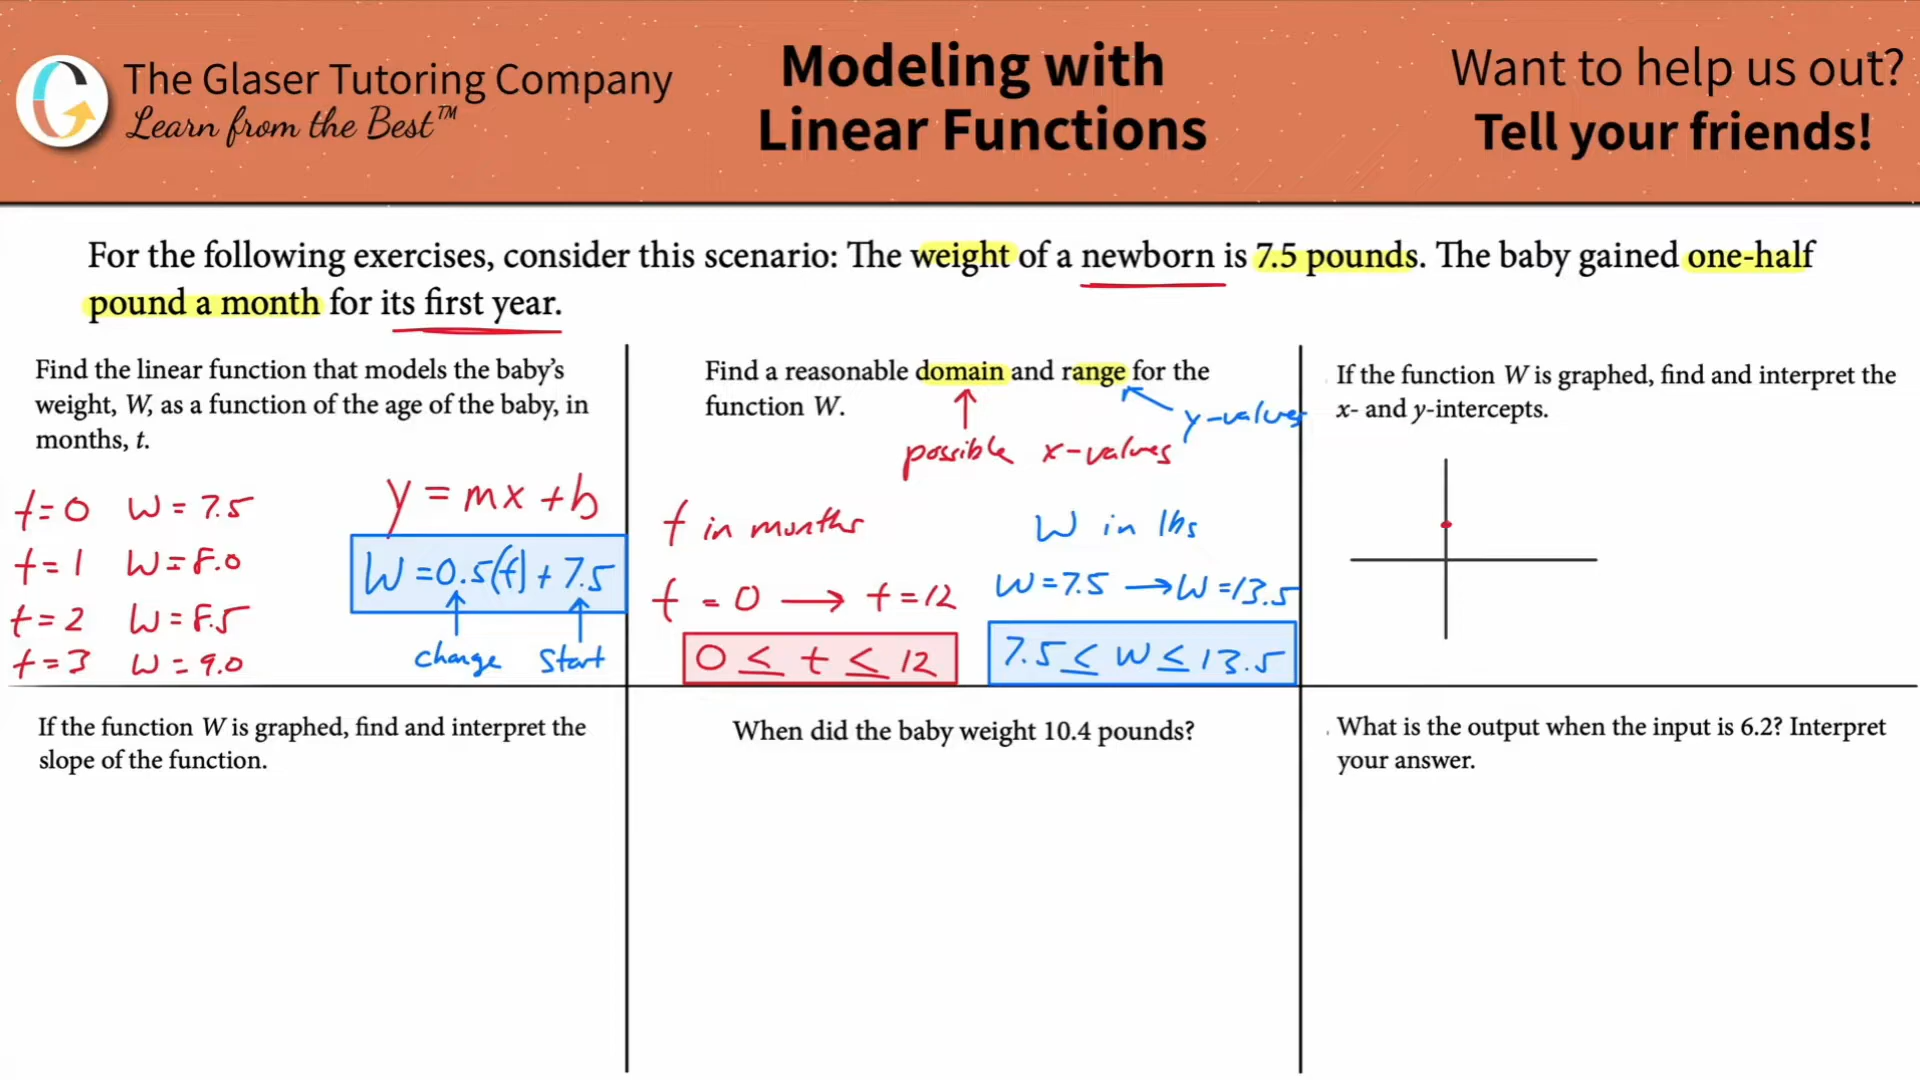 The Glaser Tutoring Company
Learn from the Best™
Modeling with
Linear Functions
Want to help us out?
Tell your friends!
For the following exercises, consider this scenario: The weight of a newborn is 7.5 pounds. The baby gained one-half
pound a month for its first year.
Find the linear function that models the baby’s
weight, W, as a function of the age of the baby, in
months, t.
t=0 W=7.5
t=1 W=8.0
t=2 W=8.5
t=3 W=9.0
y=mx+b
W=0.5(t)+7.5
change start
Find a reasonable domain and range for the
function W.
possible x-values
y-values
t in months
t=0 → t=12
0 ≤ t ≤ 12
W in lbs
W=7.5 → W=13.5
7.5 ≤ W ≤ 13.5
If the function W is graphed, find and interpret the
x- and y-intercepts.
If the function W is graphed, find and interpret the
slope of the function.
When did the baby weight 10.4 pounds?
What is the output when the input is 6.2? Interpret
your answer.